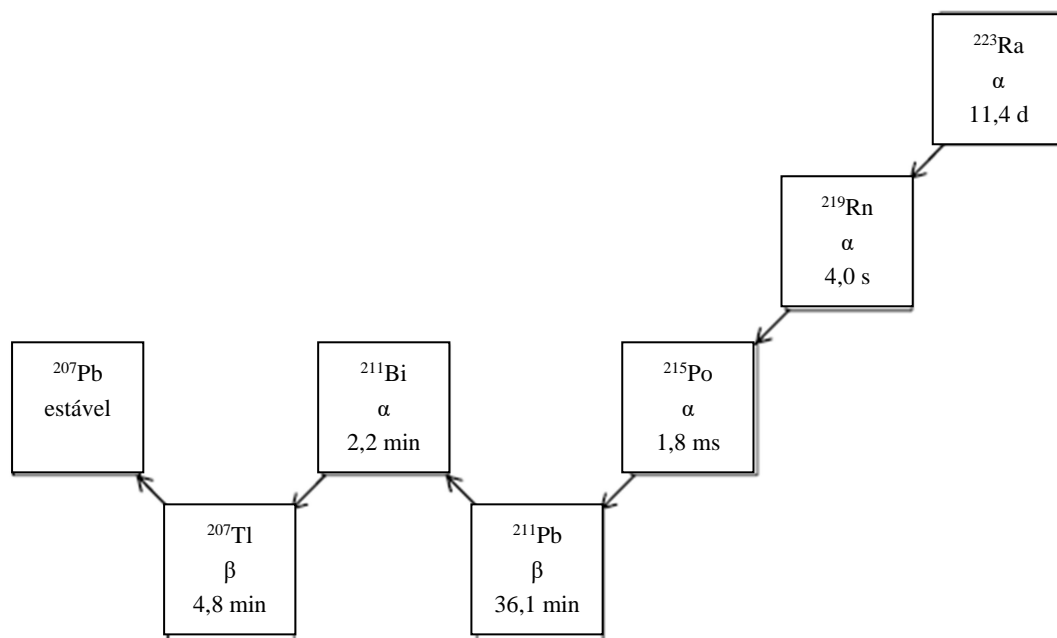 ²²³Ra
α
11,4 d
²¹⁹Rn
α
4,0 s
²⁰⁷Pb
estável
²¹¹Bi
α
2,2 min
²¹⁵Po
α
1,8 ms
²⁰⁷Tl
β
4,8 min
²¹¹Pb
β
36,1 min